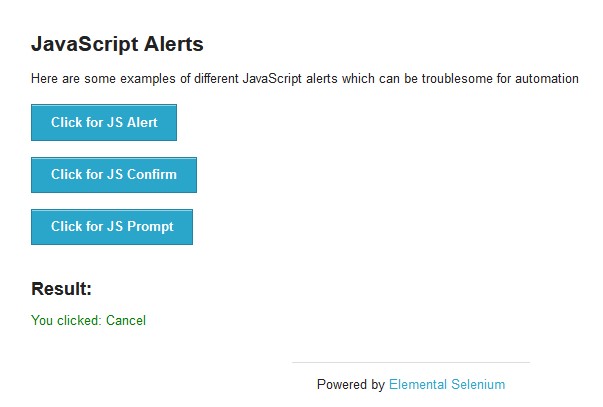 JavaScript Alerts
Here are some examples of different JavaScript alerts which can be troublesome for automation
Click for JS Alert
Click for JS Confirm
Click for JS Prompt
Result:
You clicked: Cancel
Powered by Elemental Selenium